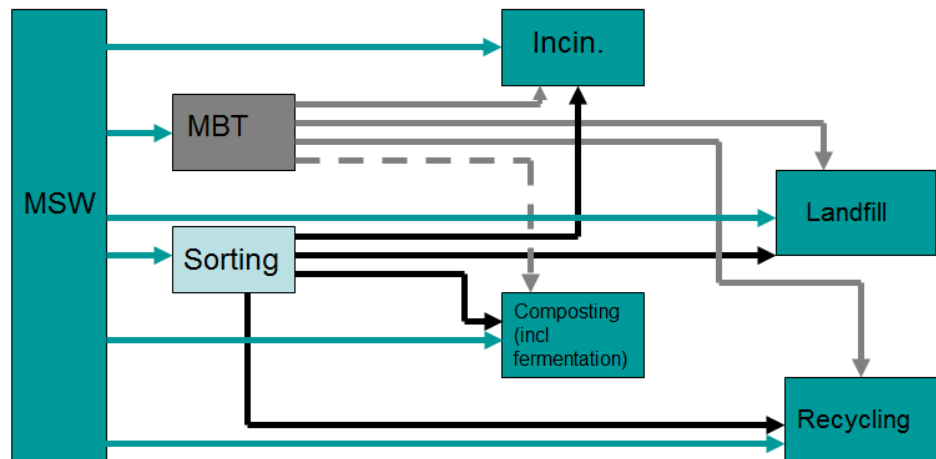 Incin.
MBT
MSW
Landfill
Sorting
Composting
(incl
fermentation)
Recycling